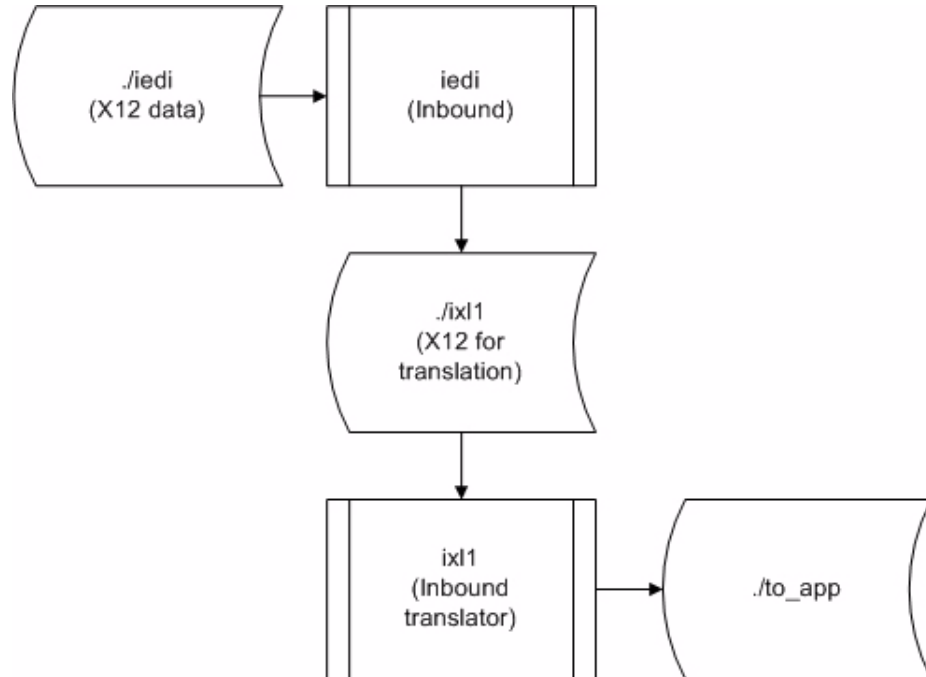 ./iedi
(X12 data)
iedi
(Inbound)
./ixl1
(X12 for
translation)
ixl1
(Inbound
translator)
./to_app